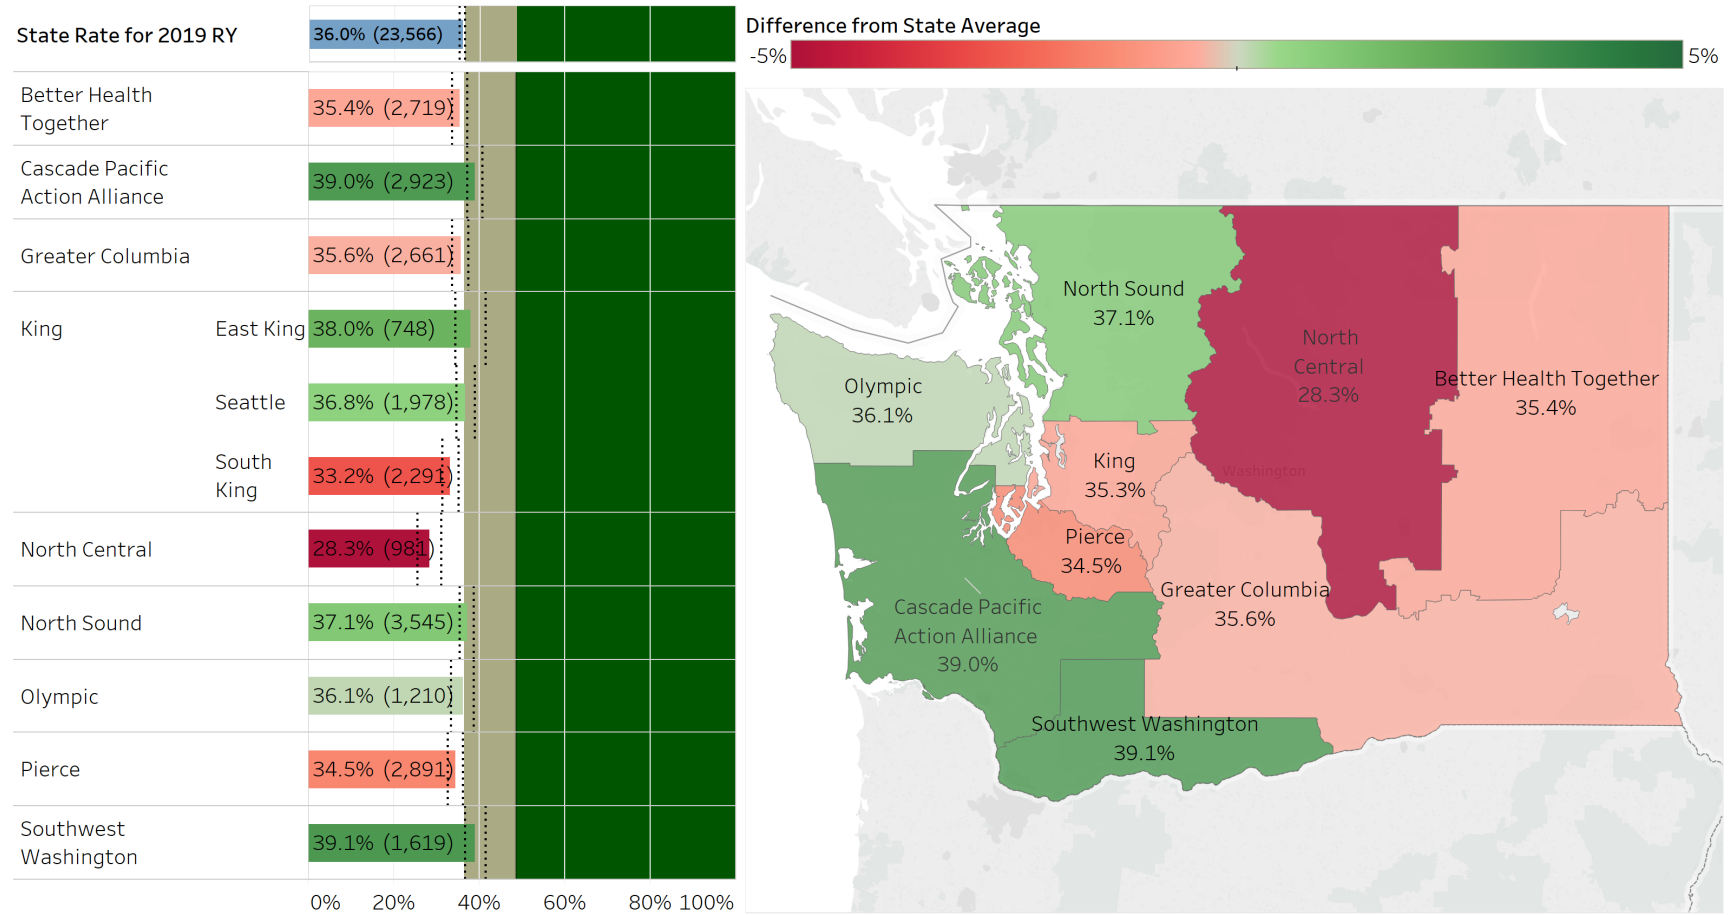 State Rate for 2019 RY
36.0% (23,566)
Better Health
Together
35.4% (2,719)
Cascade Pacific
Action Alliance
39.0% (2,923)
Greater Columbia
35.6% (2,661)
King
East King
38.0% (748)
Seattle
36.8% (1,978)
South
King
33.2% (2,291)
North Central
28.3% (981)
North Sound
37.1% (3,545)
Olympic
36.1% (1,210)
Pierce
34.5% (2,891)
Southwest
Washington
39.1% (1,619)
0% 20% 40% 60% 80% 100%
Difference from State Average
-5% 5%
North Sound
37.1%
North
Central
28.3%
Better Health Together
35.4%
Olympic
36.1%
King
35.3%
Washington
Pierce
34.5%
Greater Columbia
35.6%
Cascade Pacific
Action Alliance
39.0%
Southwest Washington
39.1%